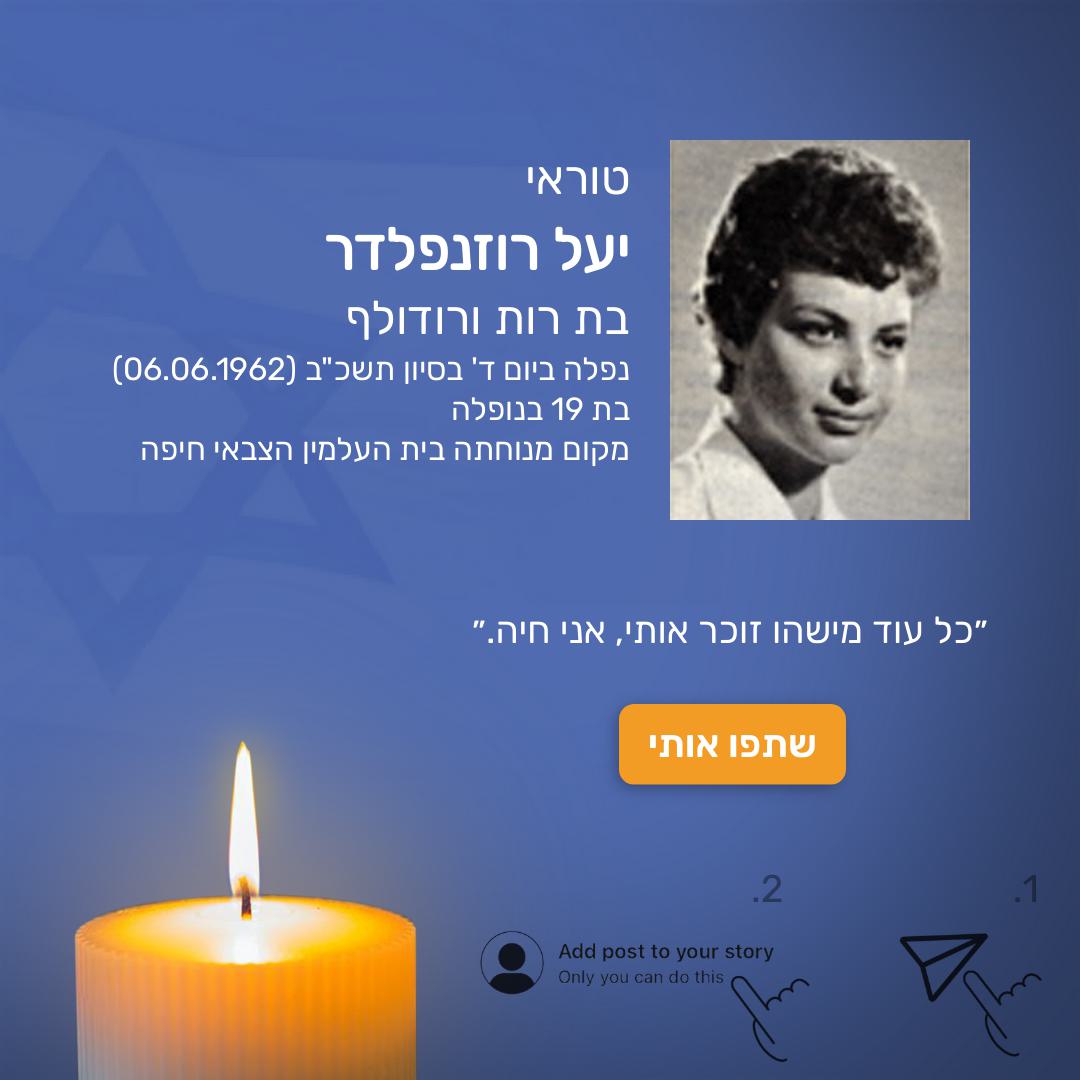 טוראי
יעל רוזנפלדר
בת רות ורודולף
נפלה ביום ד' בסיון תשכ"ב (06.06.1962)
בת 19 בנופלה
מקום מנוחתה בית העלמין הצבאי חיפה
״כל עוד מישהו זוכר אותי, אני חיה.״
שתפו אותי
1.
2.
Add post to your story
Only you can do this